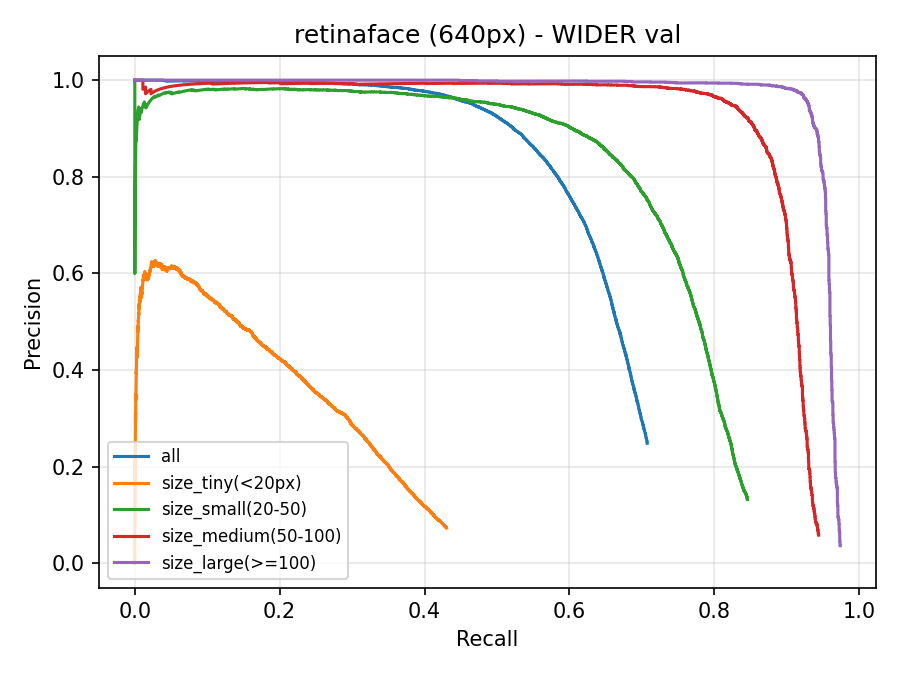 retinaface (640px) - WIDER val
1.0
0.8
0.6
0.4
0.2
0.0
Precision
all
size_tiny(<20px)
size_small(20-50)
size_medium(50-100)
size_large(>=100)
0.0 0.2 0.4 0.6 0.8 1.0
Recall